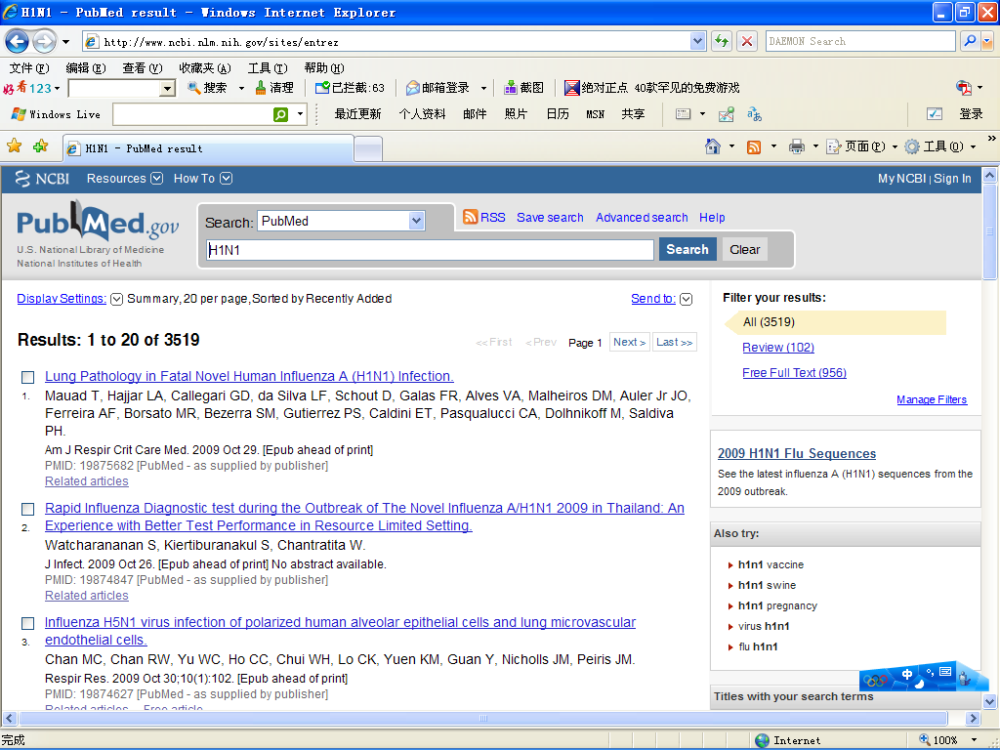 H1N1 - PubMed result - Windows Internet Explorer
http://www.ncbi.nlm.nih.gov/sites/entrez
DAEMON Search
文件(F) 编辑(E) 查看(V) 收藏夹(A) 工具(T) 帮助(H)
好看123 搜索 清理 已拦截:63 邮箱登录 截图 绝对正点 40款罕见的免费游戏
Windows Live 最近更新 个人资料 邮件 照片 日历 MSN 共享 登录
H1N1 - PubMed result 页面(P) 工具(O)
NCBI Resources How To My NCBI | Sign In
PubMed.gov
U.S. National Library of Medicine
National Institutes of Health
Search: PubMed RSS Save search Advanced search Help
H1N1 Search Clear
Display Settings: Summary, 20 per page, Sorted by Recently Added Send to:
Results: 1 to 20 of 3519
<< First < Prev Page 1 Next > Last >>
Lung Pathology in Fatal Novel Human Influenza A (H1N1) Infection.
1. Mauad T, Hajjar LA, Callegari GD, da Silva LF, Schout D, Galas FR, Alves VA, Malheiros DM, Auler Jr JO,
Ferreira AF, Borsato MR, Bezerra SM, Gutierrez PS, Caldini ET, Pasqualucci CA, Dolhnikoff M, Saldiva
PH.
Am J Respir Crit Care Med. 2009 Oct 29. [Epub ahead of print]
PMID: 19875682 [PubMed - as supplied by publisher]
Related articles
Rapid Influenza Diagnostic test during the Outbreak of The Novel Influenza A/H1N1 2009 in Thailand: An
2. Experience with Better Test Performance in Resource Limited Setting.
Watcharananan S, Kiertiburanakul S, Chantratita W.
J Infect. 2009 Oct 26. [Epub ahead of print] No abstract available.
PMID: 19874847 [PubMed - as supplied by publisher]
Related articles
Influenza H5N1 virus infection of polarized human alveolar epithelial cells and lung microvascular
3. endothelial cells.
Chan MC, Chan RW, Yu WC, Ho CC, Chui WH, Lo CK, Yuen KM, Guan Y, Nicholls JM, Peiris JM.
Respir Res. 2009 Oct 30;10(1):102. [Epub ahead of print]
PMID: 19874627 [PubMed - as supplied by publisher]
Related articles Free article
Filter your results:
All (3519)
Review (102)
Free Full Text (956)
Manage Filters
2009 H1N1 Flu Sequences
See the latest influenza A (H1N1) sequences from the
2009 outbreak.
Also try:
h1n1 vaccine
h1n1 swine
h1n1 pregnancy
virus h1n1
flu h1n1
中
Titles with your search terms
完成 Internet 100%